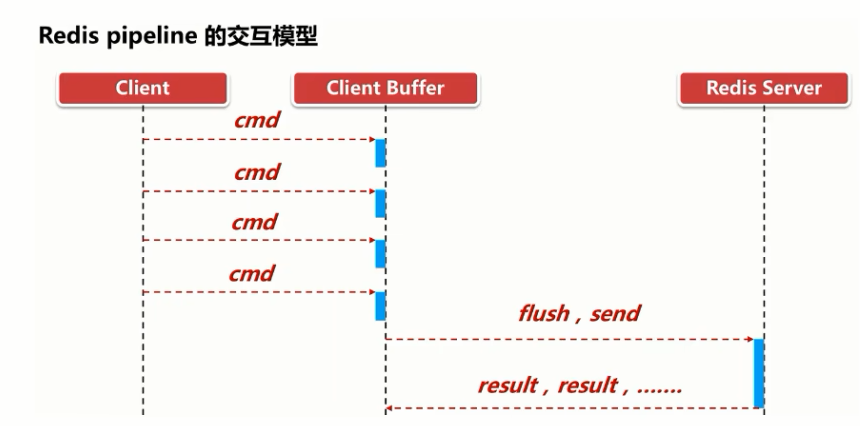 Redis pipeline 的交互模型
Client
Client Buffer
Redis Server
cmd
cmd
cmd
cmd
flush，send
result，result，.......